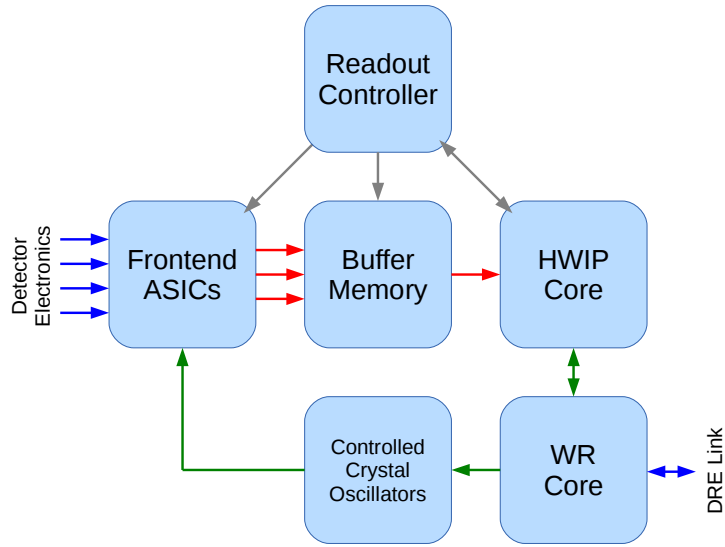 Readout
Controller
Detector
Electronics
Frontend
ASICs
Buffer
Memory
HWIP
Core
Controlled
Crystal
Oscillators
WR
Core
DRE Link